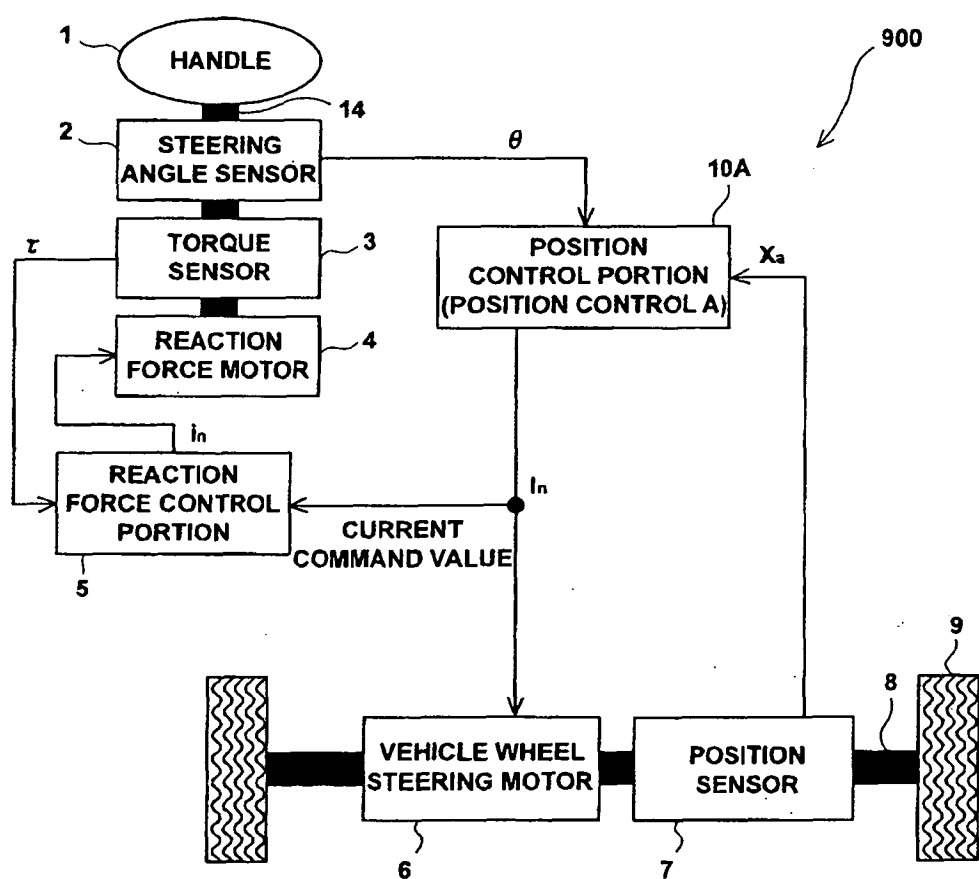 1
HANDLE
900
14
2
STEERING
ANGLE SENSOR
θ
10A
τ
TORQUE
SENSOR
3
POSITION
CONTROL PORTION
(POSITION CONTROL A)
Xa
REACTION
FORCE MOTOR
4
in
REACTION
FORCE CONTROL
PORTION
5
In
CURRENT
COMMAND VALUE
9
8
VEHICLE WHEEL
STEERING MOTOR
POSITION
SENSOR
6
7